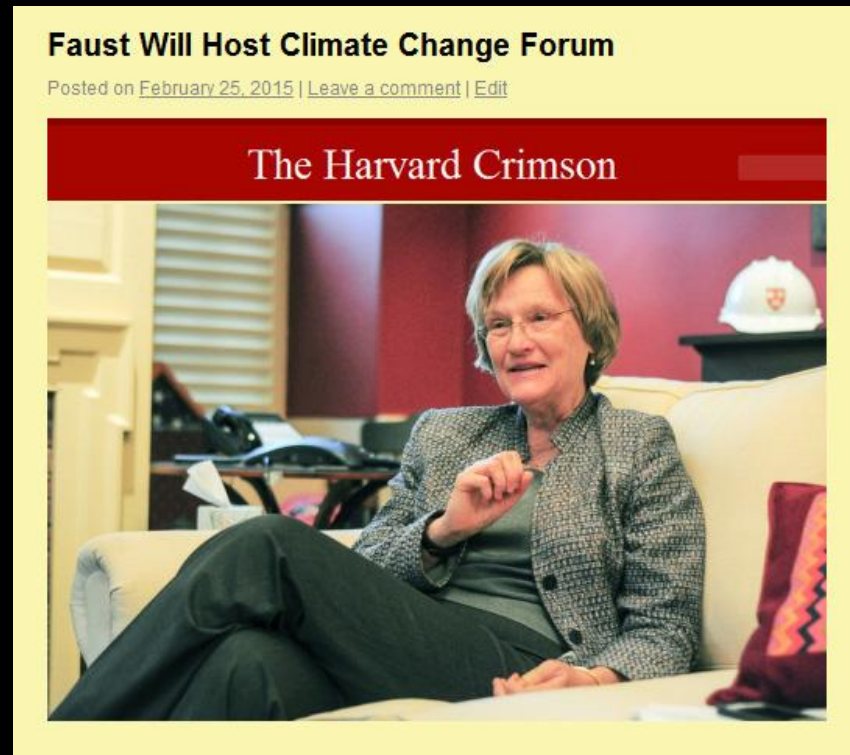 Faust Will Host Climate Change Forum
Posted on February 25, 2015 | Leave a comment | Edit
The Harvard Crimson